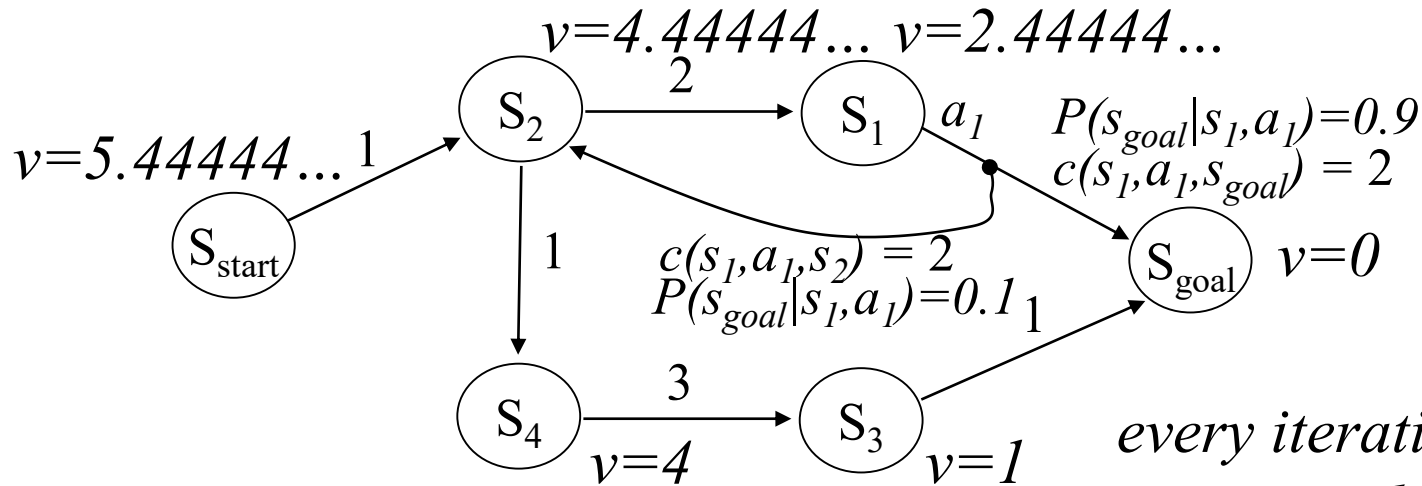 v=4.44444... v=2.44444...
2
S2
S1
a1
P(sgoal|s1,a1)=0.9
c(s1,a1,sgoal) = 2
v=5.44444... 1
Sstart
1
c(s1,a1,s2) = 2
P(sgoal|s1,a1)=0.1
1
Sgoal v=0
3
S4
S3
v=4
v=1
every iterati